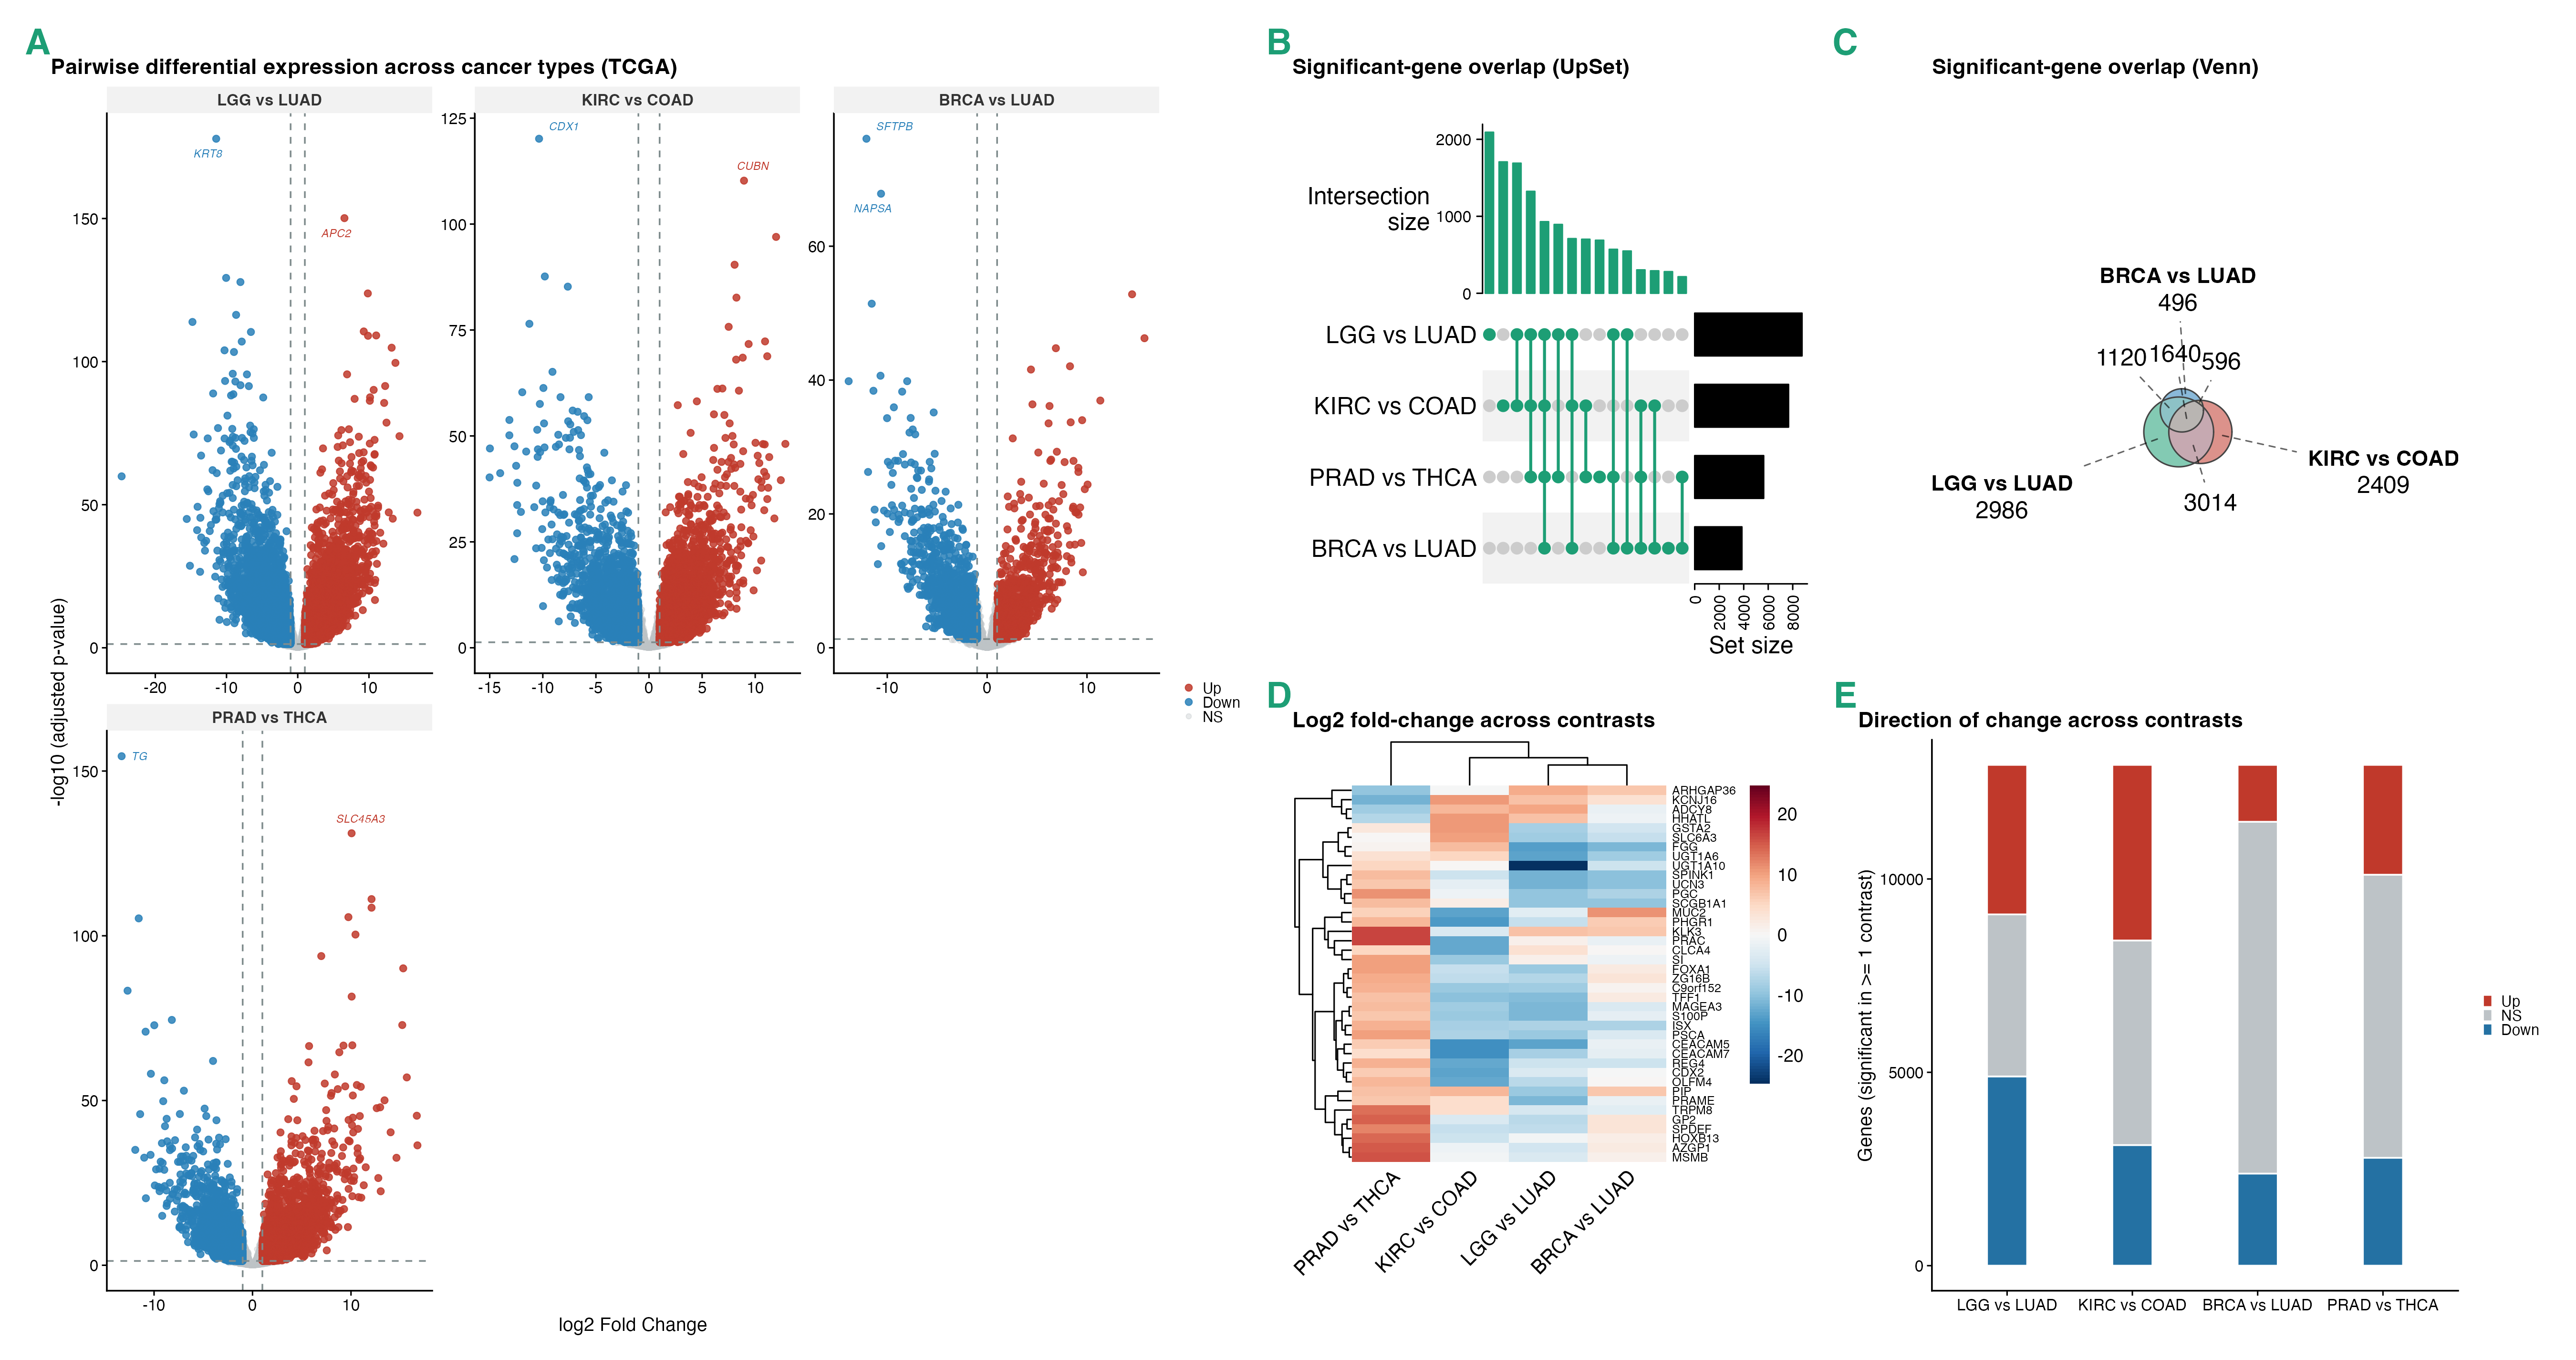 A
Pairwise differential expression across cancer types (TCGA)
LGG vs LUAD
KRT8
APC2
150
100
50
0
-20
-10
0
10
KIRC vs COAD
CDX1
CUBN
125
100
75
50
25
0
-15
-10
-5
0
5
10
BRCA vs LUAD
SFTPB
NAPSA
60
40
20
0
-10
0
10
PRAD vs THCA
TG
SLC45A3
150
100
50
0
-10
0
10
-log10 (adjusted p-value)
log2 Fold Change
Up
Down
NS
B
Significant-gene overlap (UpSet)
Intersection
size
2000
1000
0
LGG vs LUAD
KIRC vs COAD
PRAD vs THCA
BRCA vs LUAD
0
2000
4000
6000
8000
Set size
C
Significant-gene overlap (Venn)
BRCA vs LUAD
496
1120
1640
596
KIRC vs COAD
2409
LGG vs LUAD
2986
3014
D
Log2 fold-change across contrasts
ARHGAP36
KCNJ16
ADCY8
HHATL
GSTA2
SLC6A3
FGG
UGT1A6
UGT1A10
SPINK1
UCN3
PGC
SCGB1A1
MUC2
PHGR1
KLK3
PRAC
CLCA4
SI
FOXA1
ZG16B
C9orf152
TFF1
MAGEA3
S100P
ISX
PSCA
CEACAM5
CEACAM7
REG4
CDX2
OLFM4
PIP
PRAME
TRPM8
GP2
SPDEF
HOXB13
AZGP1
MSMB
20
10
0
-10
-20
PRAD vs THCA
KIRC vs COAD
LGG vs LUAD
BRCA vs LUAD
E
Direction of change across contrasts
Genes (significant in >= 1 contrast)
10000
5000
0
LGG vs LUAD
KIRC vs COAD
BRCA vs LUAD
PRAD vs THCA
Up
NS
Down